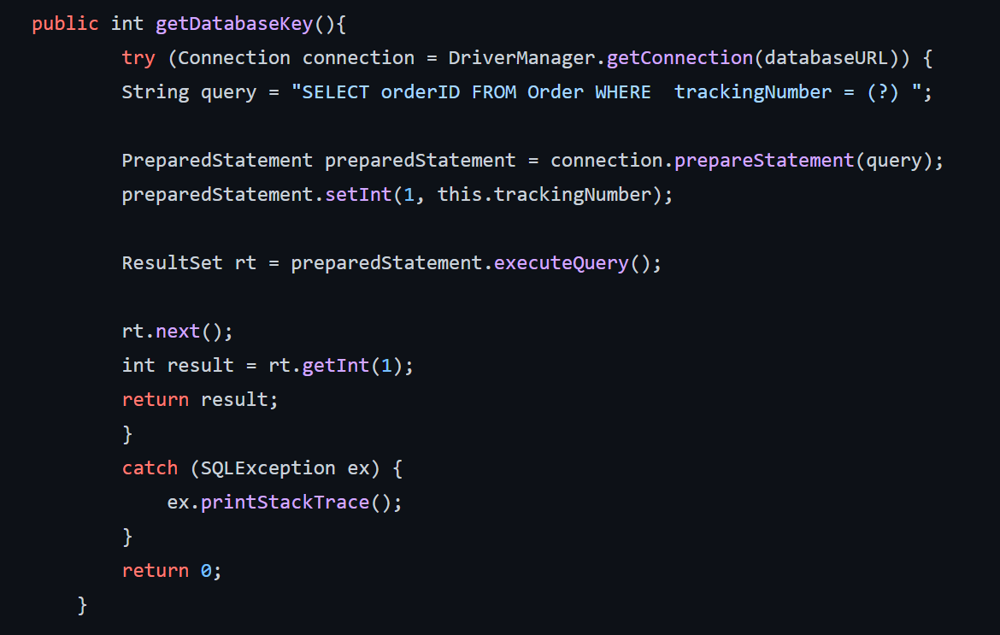 public int getDatabaseKey(){
try (Connection connection = DriverManager.getConnection(databaseURL)) {
String query = "SELECT orderID FROM Order WHERE  trackingNumber = (?) ";
PreparedStatement preparedStatement = connection.prepareStatement(query);
preparedStatement.setInt(1, this.trackingNumber);
ResultSet rt = preparedStatement.executeQuery();
rt.next();
int result = rt.getInt(1);
return result;
}
catch (SQLException ex) {
ex.printStackTrace();
}
return 0;
}